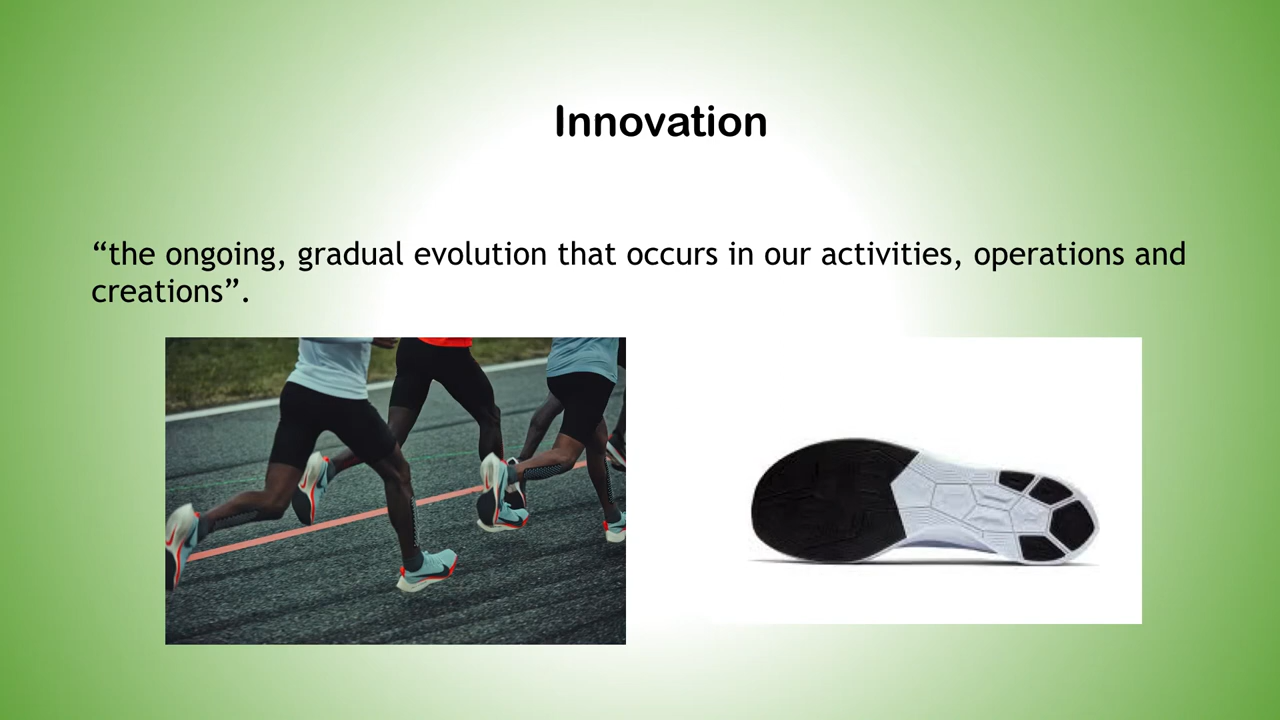 Innovation
“the ongoing, gradual evolution that occurs in our activities, operations and
creations”.